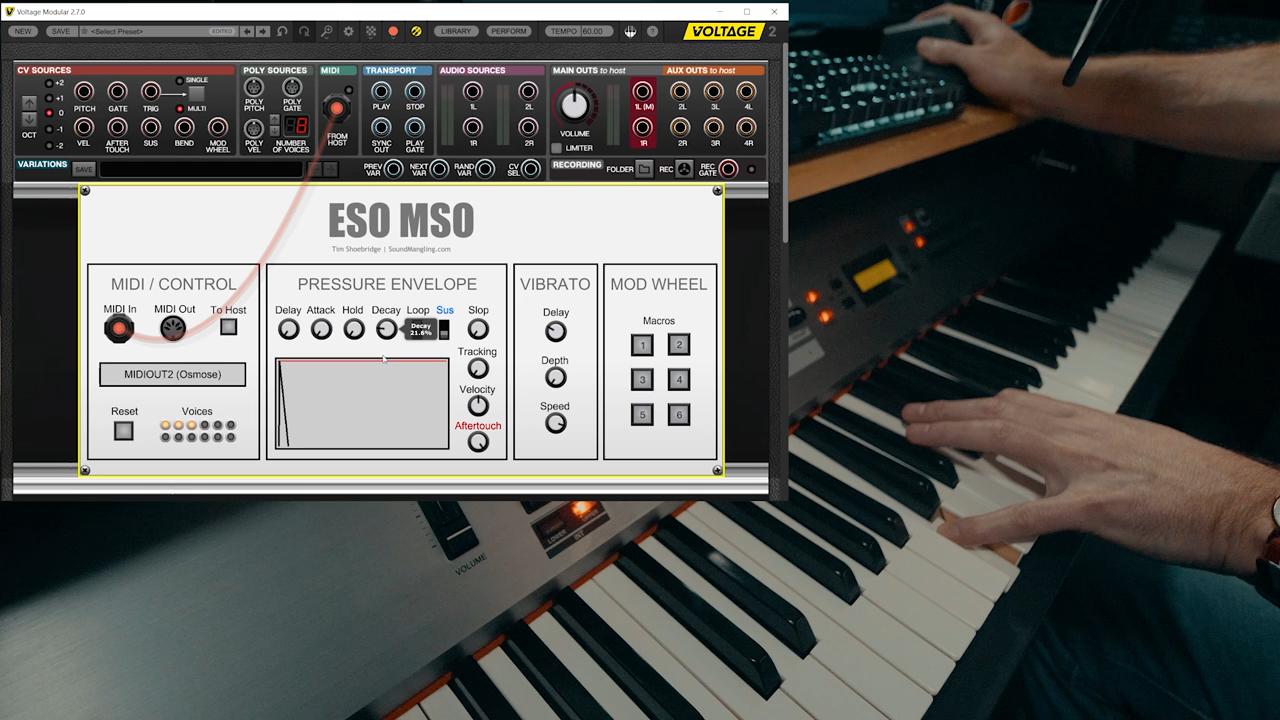 Voltage Modular 2.7.0
NEW SAVE <Select Preset> EDITED LIBRARY PERFORM TEMPO 60.00 VOLTAGE 2
CV SOURCES POLY SOURCES MIDI TRANSPORT AUDIO SOURCES MAIN OUTS to host AUX OUTS to host
+2 +1 0 -1 -2 OCT
SINGLE
MULTI
PITCH GATE TRIG
VEL AFTER TOUCH SUS BEND MOD WHEEL
POLY PITCH POLY GATE
POLY VEL 8 NUMBER OF VOICES
FROM HOST
PLAY STOP
SYNC OUT PLAY GATE
1L 2L
1R 2R
VOLUME
LIMITER
1L (M) 2L 3L 4L
1R 2R 3R 4R
VARIATIONS SAVE PREV VAR NEXT VAR RAND VAR CV SEL RECORDING FOLDER REC REC GATE
ESO MSO
Tim Shoebridge | SoundMangling.com
MIDI / CONTROL
MIDI In MIDI Out To Host
MIDIOUT2 (Osmose)
Reset Voices
PRESSURE ENVELOPE
Delay Attack Hold Decay Loop Sus Slop
Decay
21.6%
Tracking
Velocity
Aftertouch
VIBRATO
Delay
Depth
Speed
MOD WHEEL
Macros
1 2
3 4
5 6
VOLUME
LOWER
INT